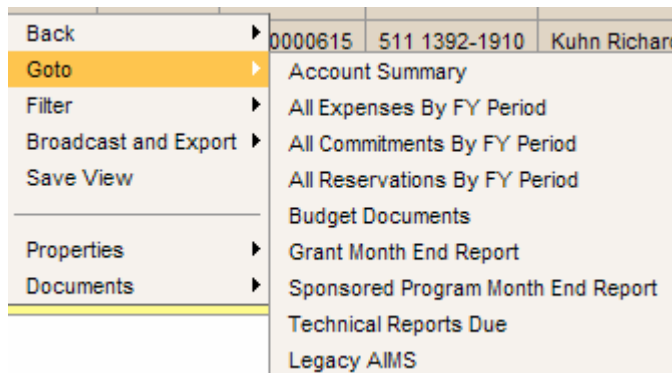 Back
0000615 511 1392-1910 Kuhn Richard
Goto
Account Summary
Filter
All Expenses By FY Period
Broadcast and Export
All Commitments By FY Period
Save View
All Reservations By FY Period
Budget Documents
Properties
Grant Month End Report
Documents
Sponsored Program Month End Report
Technical Reports Due
Legacy AIMS